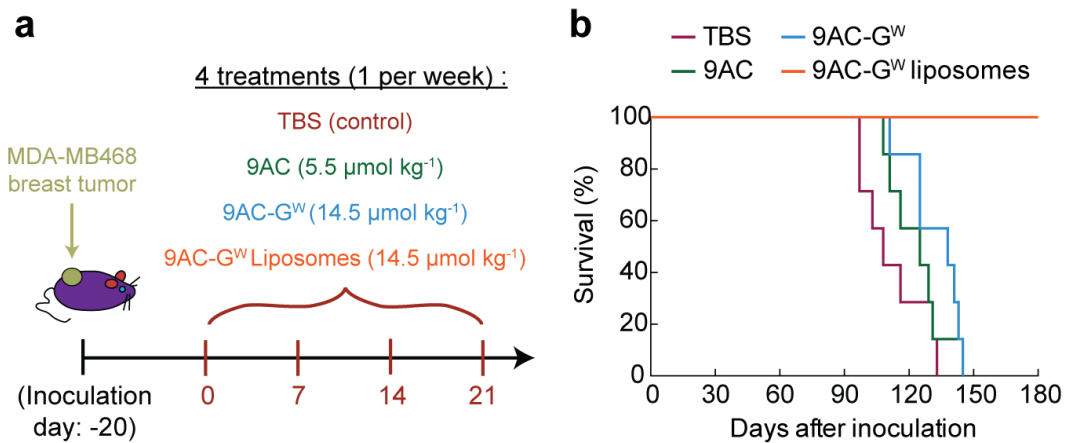 a
4 treatments (1 per week) :
TBS (control)
9AC (5.5 µmol kg⁻¹)
9AC-Gᵂ (14.5 µmol kg⁻¹)
9AC-Gᵂ Liposomes (14.5 µmol kg⁻¹)
MDA-MB468
breast tumor
(Inoculation
day: -20)
0 7 14 21
b
TBS 9AC-Gᵂ
9AC 9AC-Gᵂ liposomes
Survival (%)
100
80
60
40
20
0
0 30 60 90 120 150 180
Days after inoculation